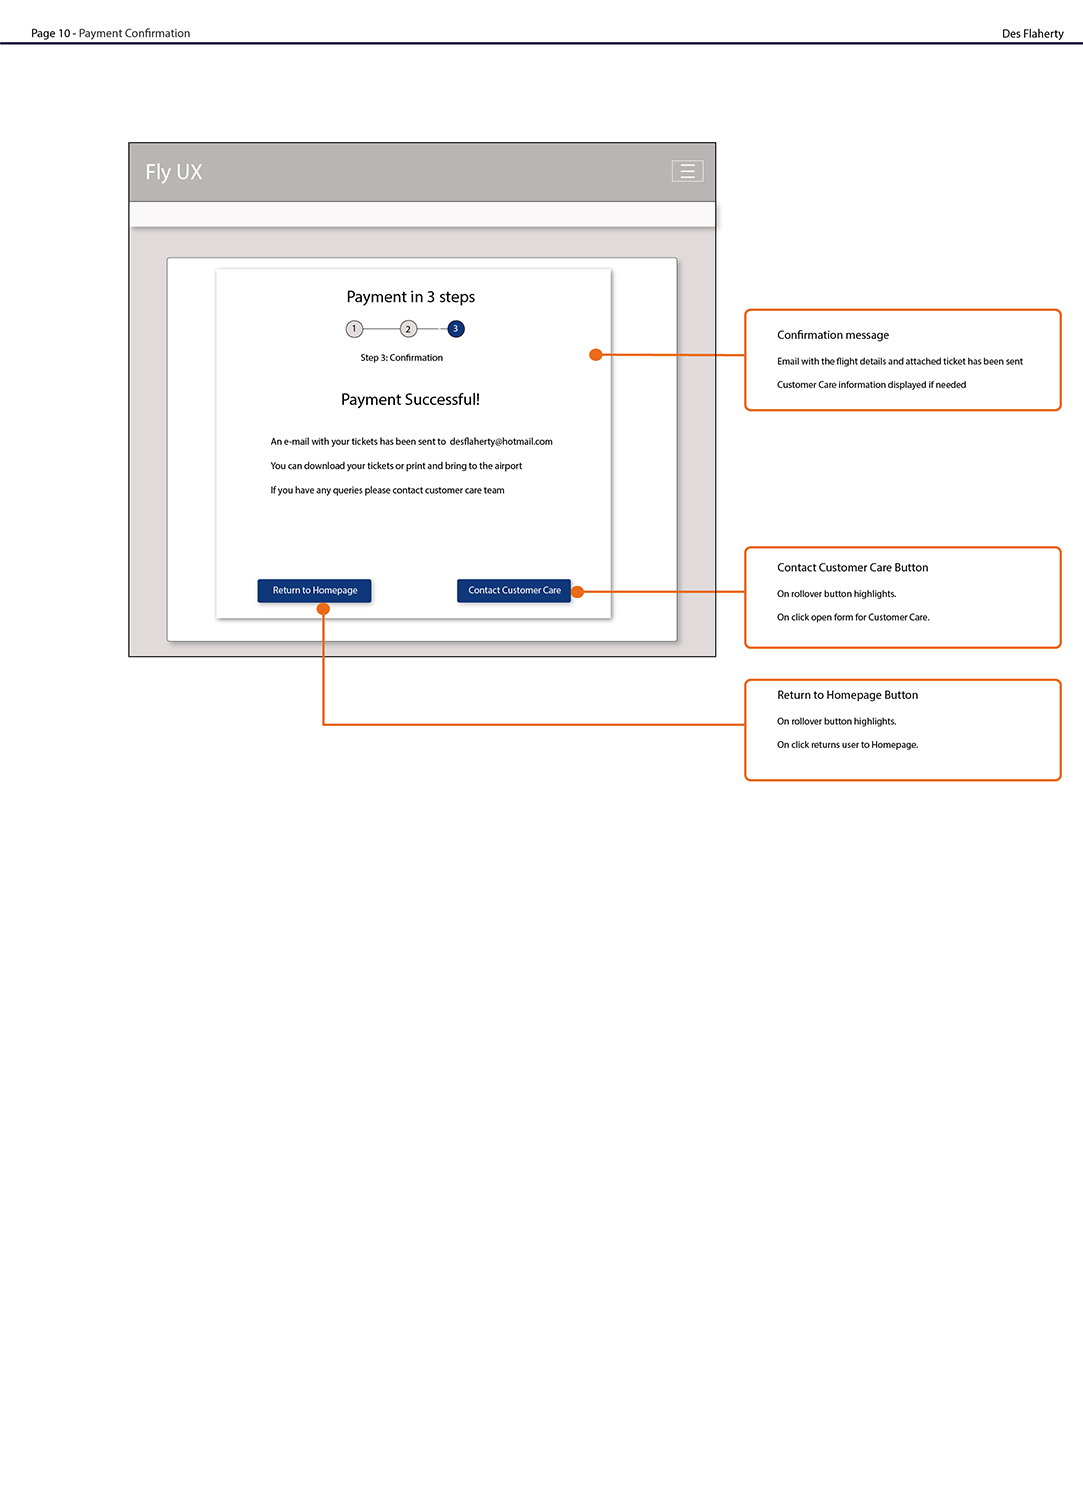 Page 10 - Payment Confirmation
Des Flaherty
Fly UX
Payment in 3 steps
1 2 3
Step 3: Confirmation
Payment Successful!
An e-mail with your tickets has been sent to desflaherty@hotmail.com
You can download your tickets or print and bring to the airport
If you have any queries please contact customer care team
Return to Homepage
Contact Customer Care
Confirmation message
Email with the flight details and attached ticket has been sent
Customer Care information displayed if needed
Contact Customer Care Button
On rollover button highlights.
On click open form for Customer Care.
Return to Homepage Button
On rollover button highlights.
On click returns user to Homepage.